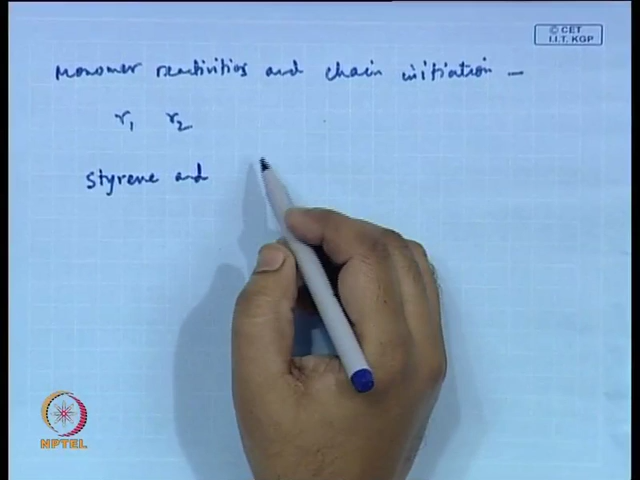 © CET
I.I.T. KGP
Monomer reactivities and chain initiation –
r1 r2
styrene and
NPTEL